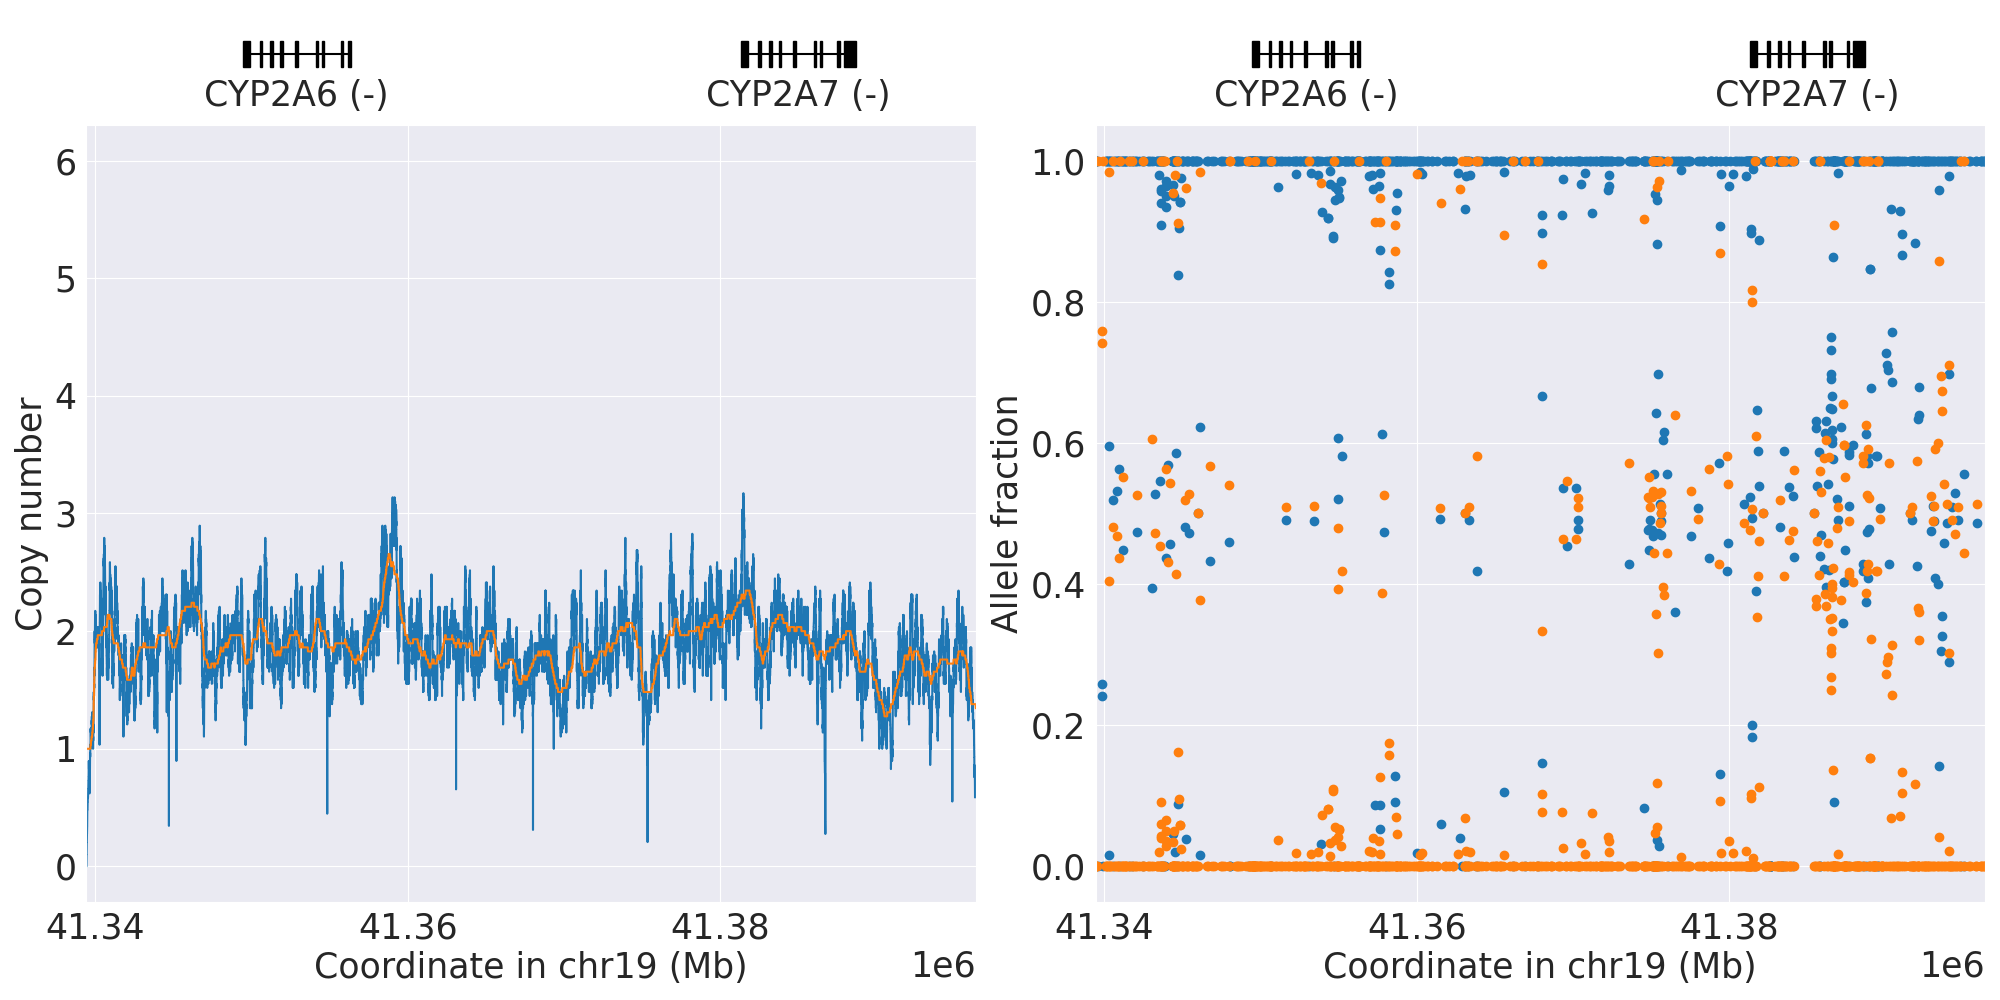 CYP2A6 (-)
CYP2A7 (-)
6
5
4
3
2
1
0
Copy number
41.34
41.36
41.38
Coordinate in chr19 (Mb)
1e6
CYP2A6 (-)
CYP2A7 (-)
1.0
0.8
0.6
0.4
0.2
0.0
Allele fraction
41.34
41.36
41.38
Coordinate in chr19 (Mb)
1e6